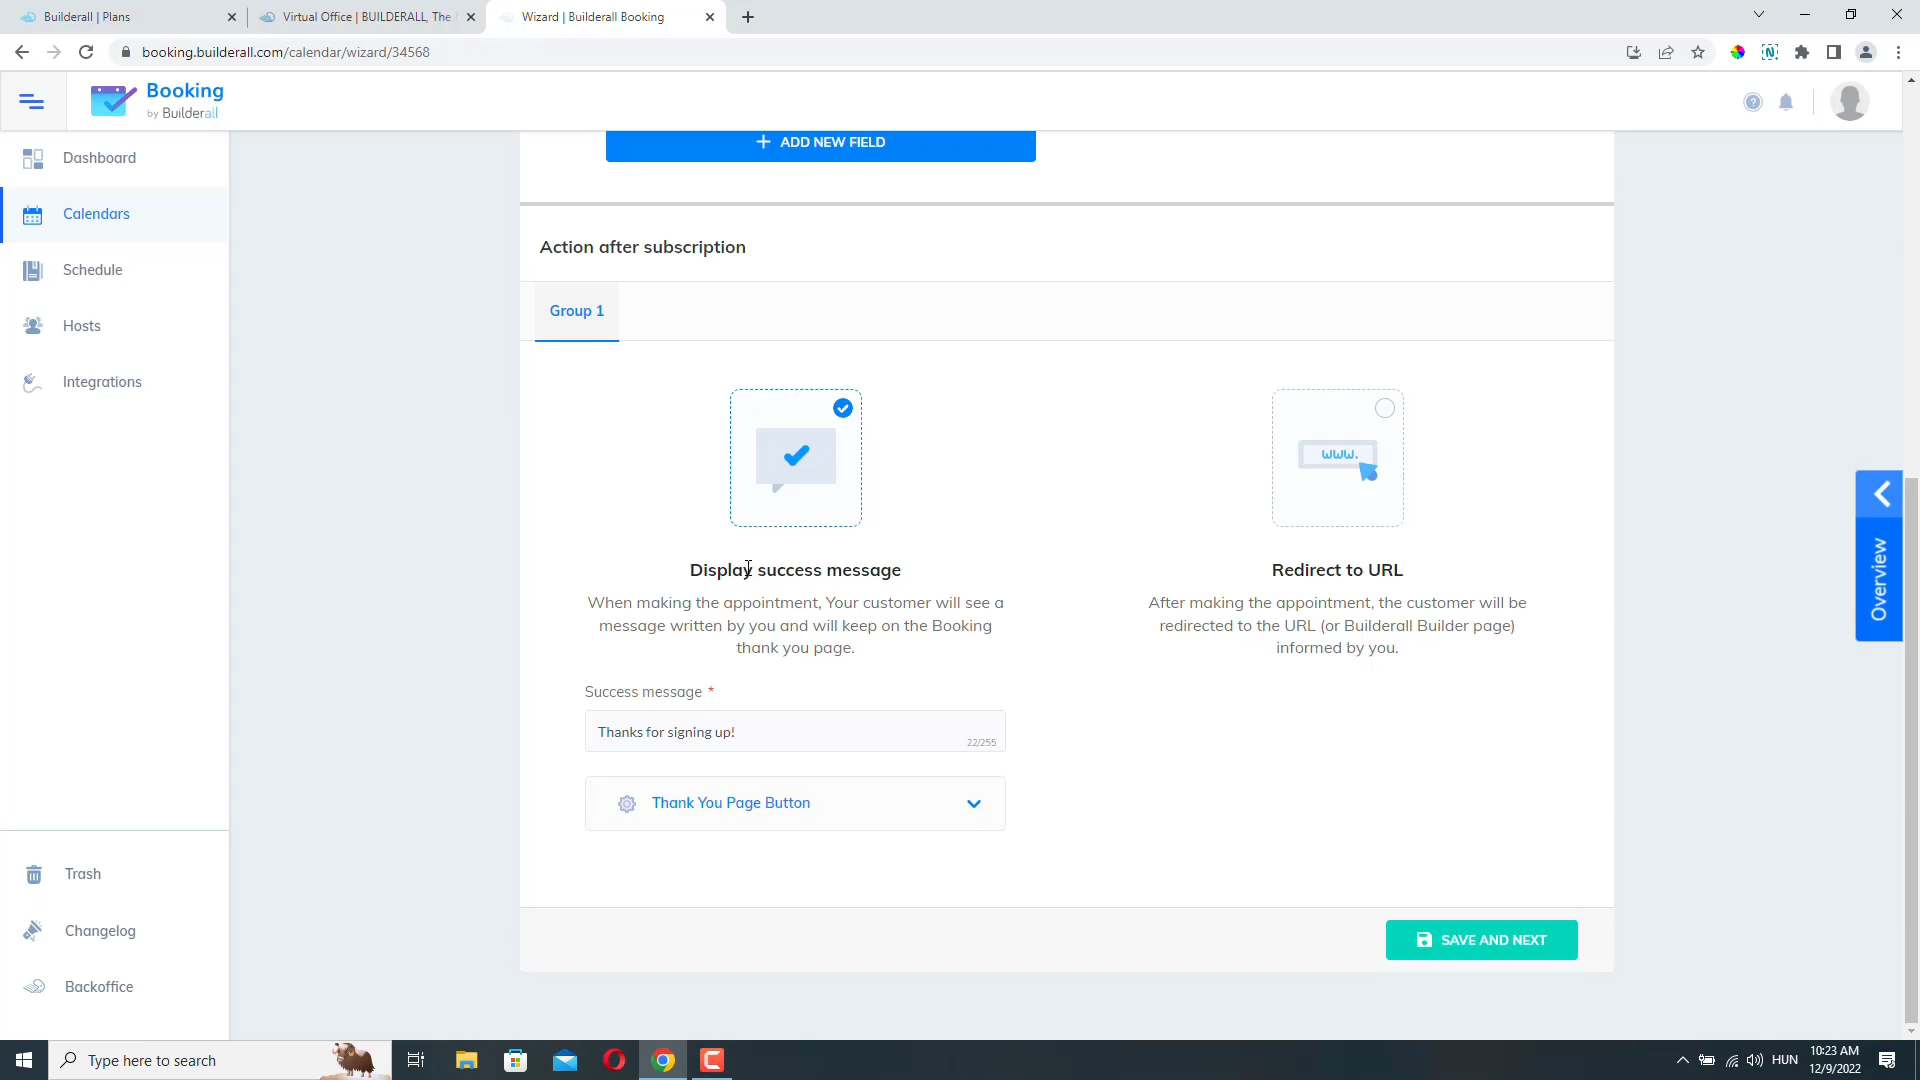 Builderall | Plans
Virtual Office | BUILDERALL, The
Wizard | Builderall Booking
booking.builderall.com/calendar/wizard/34568
Booking
by Builderall
Dashboard
Calendars
Schedule
Hosts
Integrations
Trash
Changelog
Backoffice
+ ADD NEW FIELD
Action after subscription
Group 1
www.
Display success message
When making the appointment, Your customer will see a
message written by you and will keep on the Booking
thank you page.
Redirect to URL
After making the appointment, the customer will be
redirected to the URL (or Builderall Builder page)
informed by you.
Success message *
Thanks for signing up!
22/255
Thank You Page Button
SAVE AND NEXT
Overview
Type here to search
HUN
10:23 AM
12/9/2022